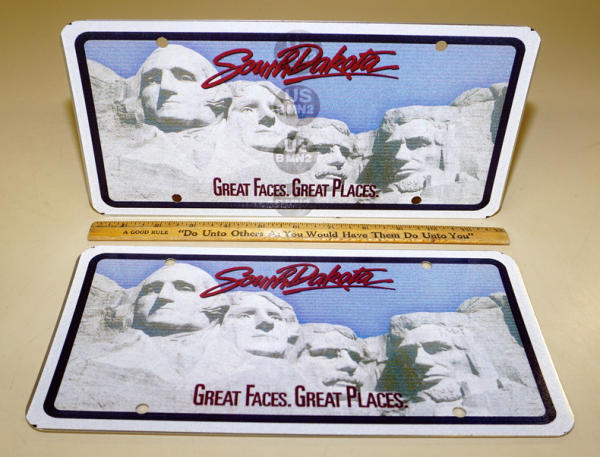 South Dakota
US
BMN2
US
BMN2
GREAT FACES. GREAT PLACES.
A GOOD RULE "Do Unto Others As You Would Have Them Do Unto You"
South Dakota
GREAT FACES. GREAT PLACES.